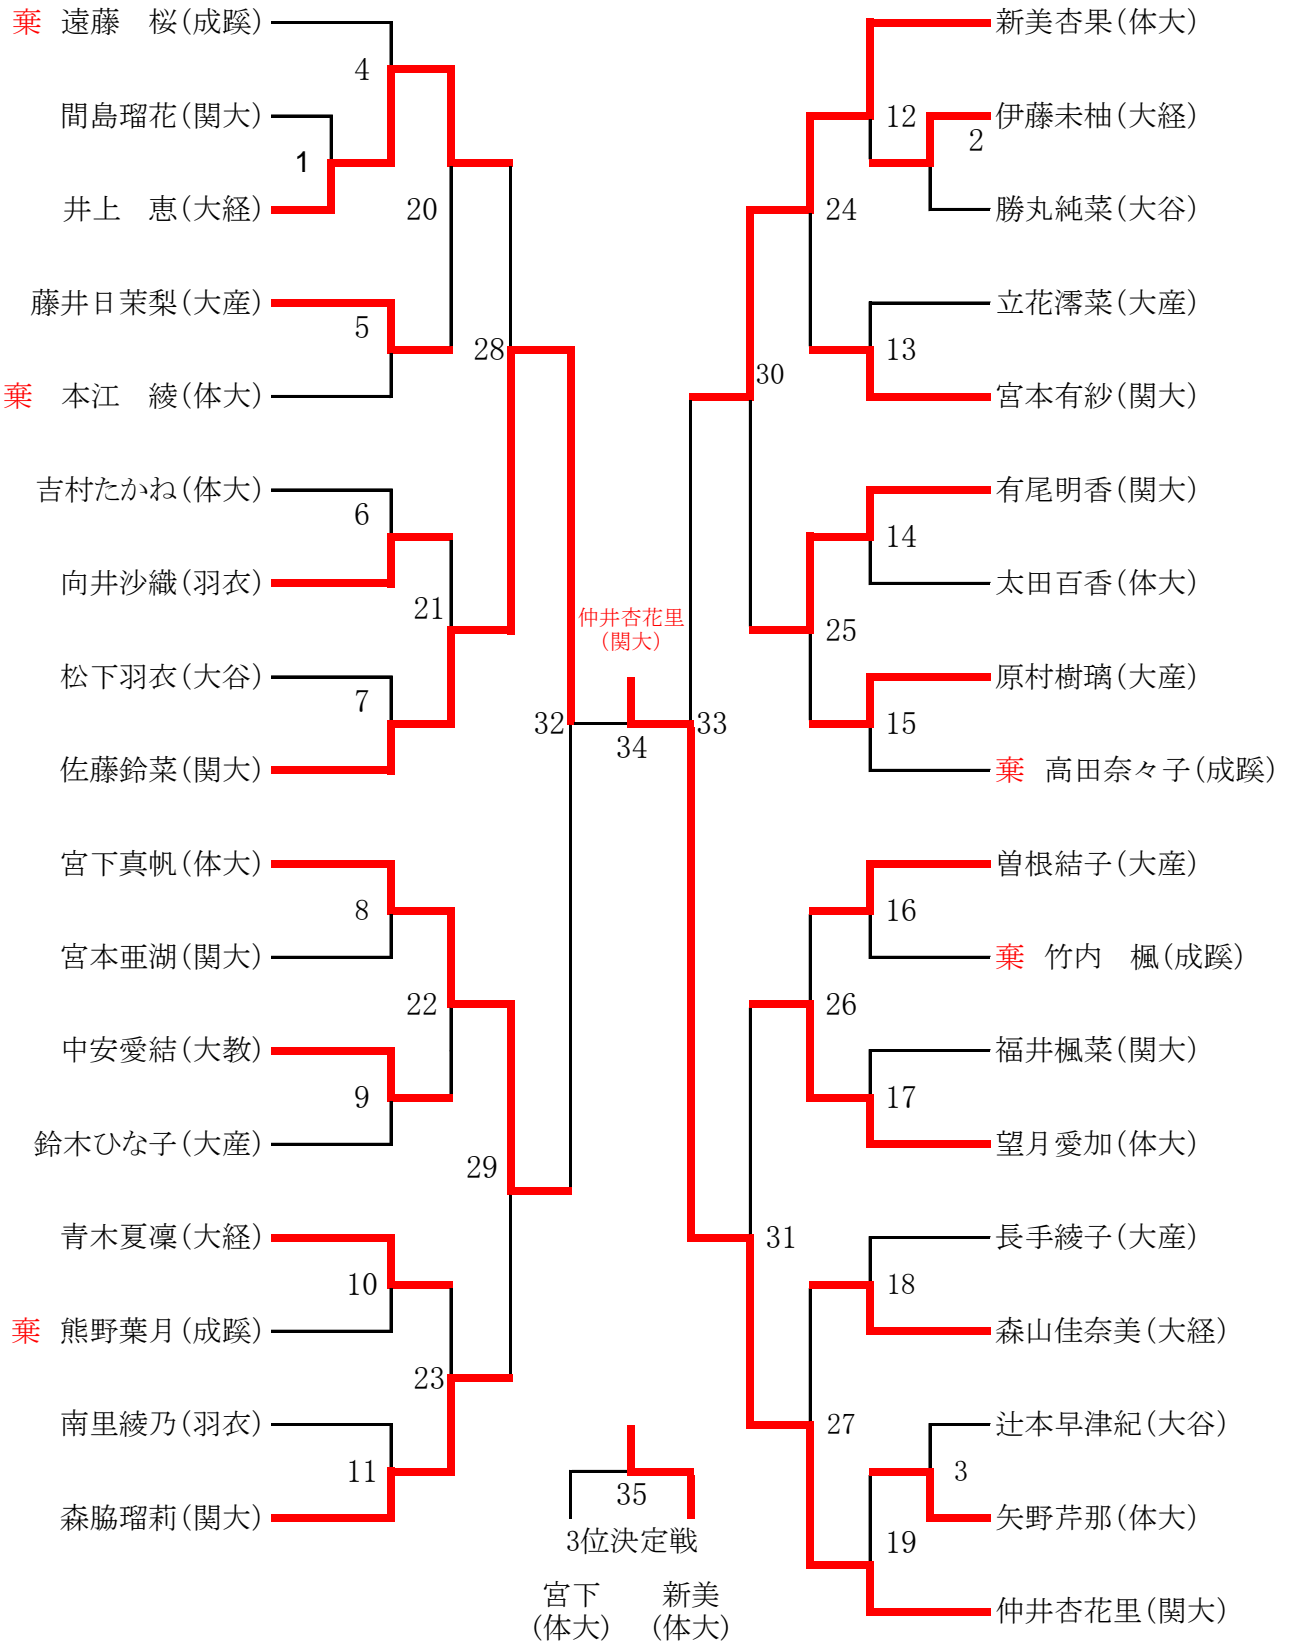 棄 遠藤　桜(成蹊)
4
間島瑠花(関大)
1
井上　恵(大経)
20
藤井日茉梨(大産)
5
28
棄 本江　綾(体大)
吉村たかね(体大)
6
向井沙織(羽衣)
21
松下羽衣(大谷)
7
32
佐藤鈴菜(関大)
宮下真帆(体大)
8
宮本亜湖(関大)
22
中安愛結(大教)
9
鈴木ひな子(大産)
29
青木夏凜(大経)
10
棄 熊野葉月(成蹊)
23
南里綾乃(羽衣)
11
森脇瑠莉(関大)
仲井杏花里
(関大)
34
35
3位決定戦
宮下 新美
(体大) (体大)
新美杏果(体大)
12
伊藤未柚(大経)
2
勝丸純菜(大谷)
24
立花澪菜(大産)
13
30
宮本有紗(関大)
有尾明香(関大)
14
太田百香(体大)
25
原村樹璃(大産)
15
33
棄 高田奈々子(成蹊)
曽根結子(大産)
16
棄 竹内　楓(成蹊)
26
福井楓菜(関大)
17
望月愛加(体大)
長手綾子(大産)
31
18
森山佳奈美(大経)
27
辻本早津紀(大谷)
3
矢野芹那(体大)
19
仲井杏花里(関大)